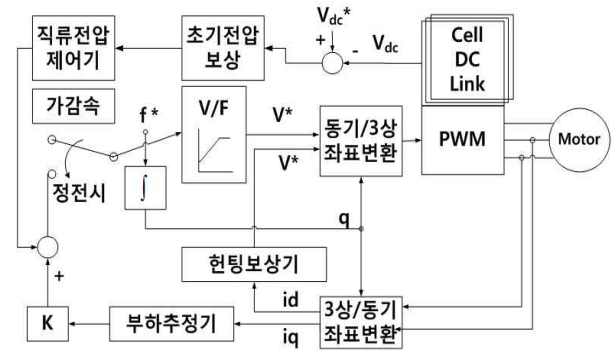 직류전압
제어기
초기전압
보상
Vdc*
+
-
Vdc
Cell
DC
Link
가감속
f*
V/F
V*
V*
동기/3상
좌표변환
PWM
Motor
정전시
∫
q
헌팅보상기
+
K
부하추정기
id
iq
3상/동기
좌표변환